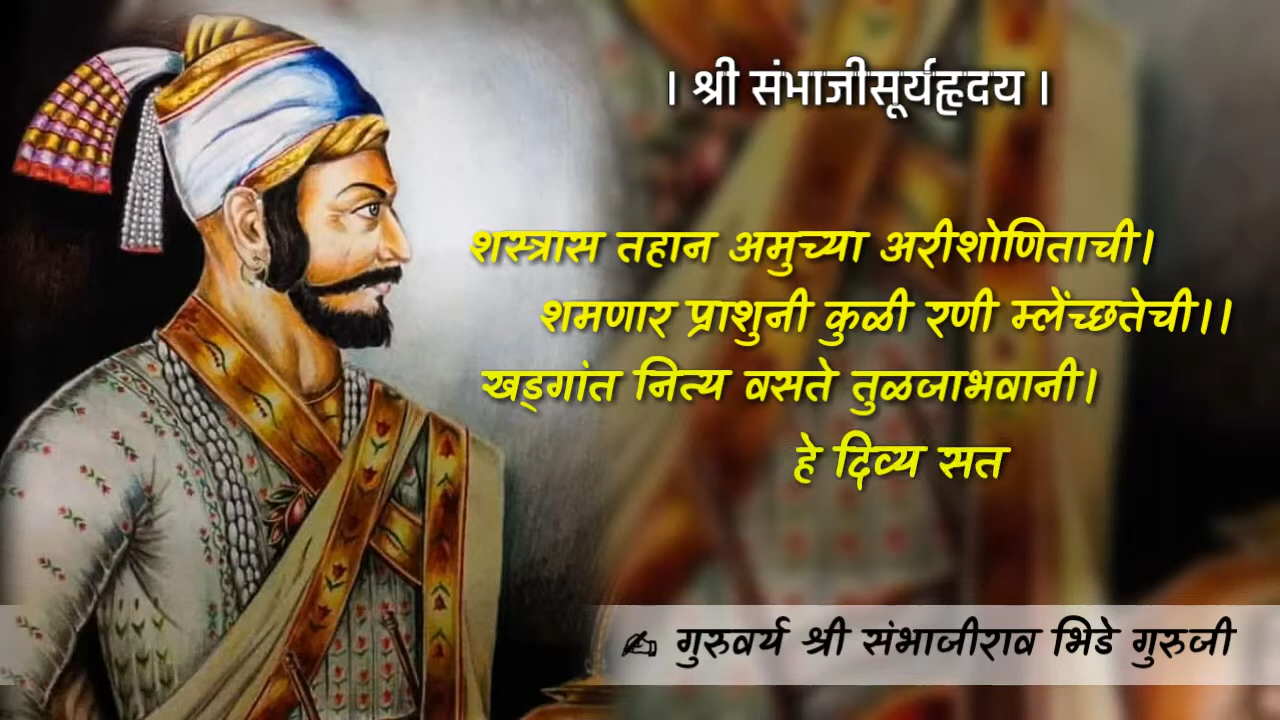 । श्री संभाजीसूर्यहृदय ।
शस्त्रास तहान अमुच्या अरीशोणिताची।
शमणार प्राशुनी कुळी रणी म्लेंच्छतेची।।
खड्गांत नित्य वसते तुळजाभवानी।
हे दिव्य सत
✍ गुरुवर्य श्री संभाजीराव भिडे गुरुजी